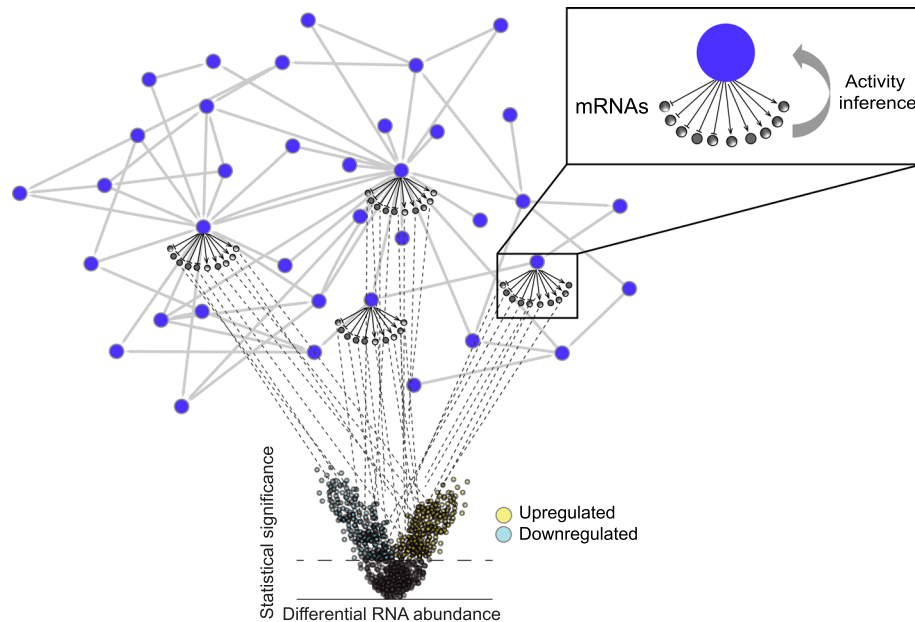 mRNAs
Activity
inference
Statistical significance
Upregulated
Downregulated
Differential RNA abundance